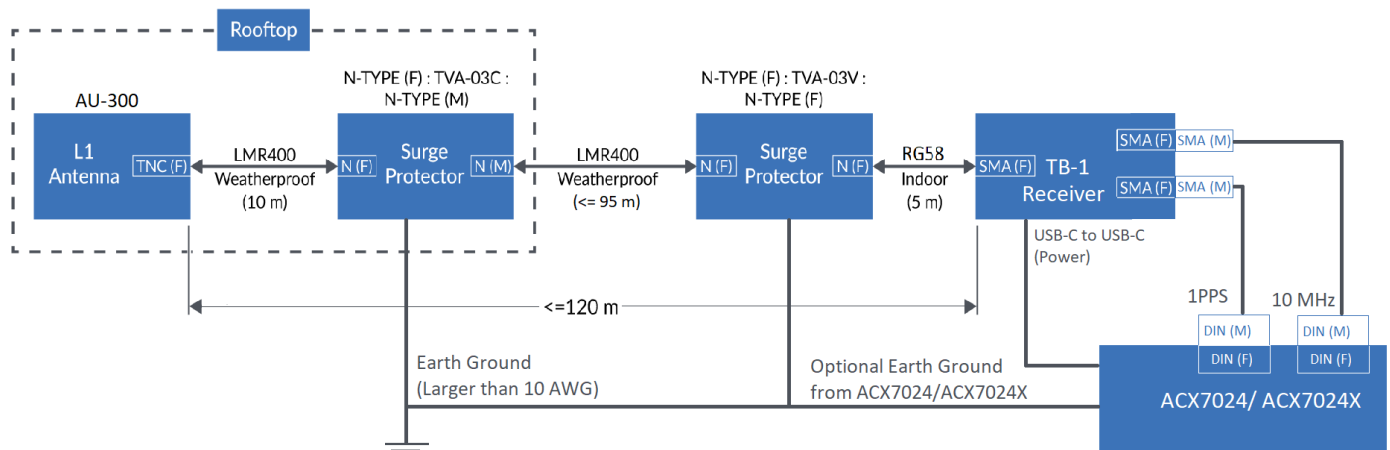 Rooftop
AU-300
N-TYPE (F) : TVA-03C :
N-TYPE (M)
N-TYPE (F) : TVA-03V :
N-TYPE (F)
L1
Antenna
TNC (F)
LMR400
Weatherproof
(10 m)
N (F)
Surge
Protector
N (M)
LMR400
Weatherproof
(<= 95 m)
N (F)
Surge
Protector
N (F)
RG58
Indoor
(5 m)
SMA (F)
TB-1
Receiver
SMA (F)
SMA (M)
SMA (F)
SMA (M)
USB-C to USB-C
(Power)
<=120 m
1PPS
10 MHz
DIN (M)
DIN (M)
DIN (F)
DIN (F)
Earth Ground
(Larger than 10 AWG)
Optional Earth Ground
from ACX7024/ACX7024X
ACX7024/ ACX7024X